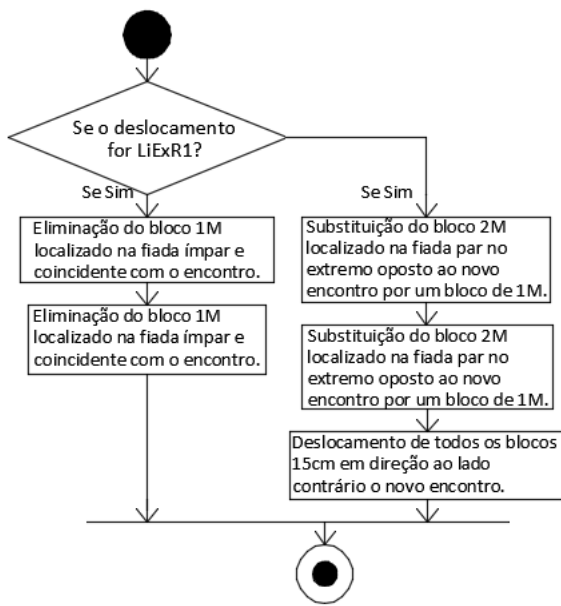 Se o deslocamento
for LiExR1?
Se Sim
Se Sim
Eliminação do bloco 1M
localizado na fiada ímpar e
coincidente com o encontro.
Eliminação do bloco 1M
localizado na fiada ímpar e
coincidente com o encontro.
Substituição do bloco 2M
localizado na fiada par no
extremo oposto ao novo
encontro por um bloco de 1M.
Substituição do bloco 2M
localizado na fiada par no
extremo oposto ao novo
encontro por um bloco de 1M.
Deslocamento de todos os blocos
15cm em direção ao lado
contrário o novo encontro.